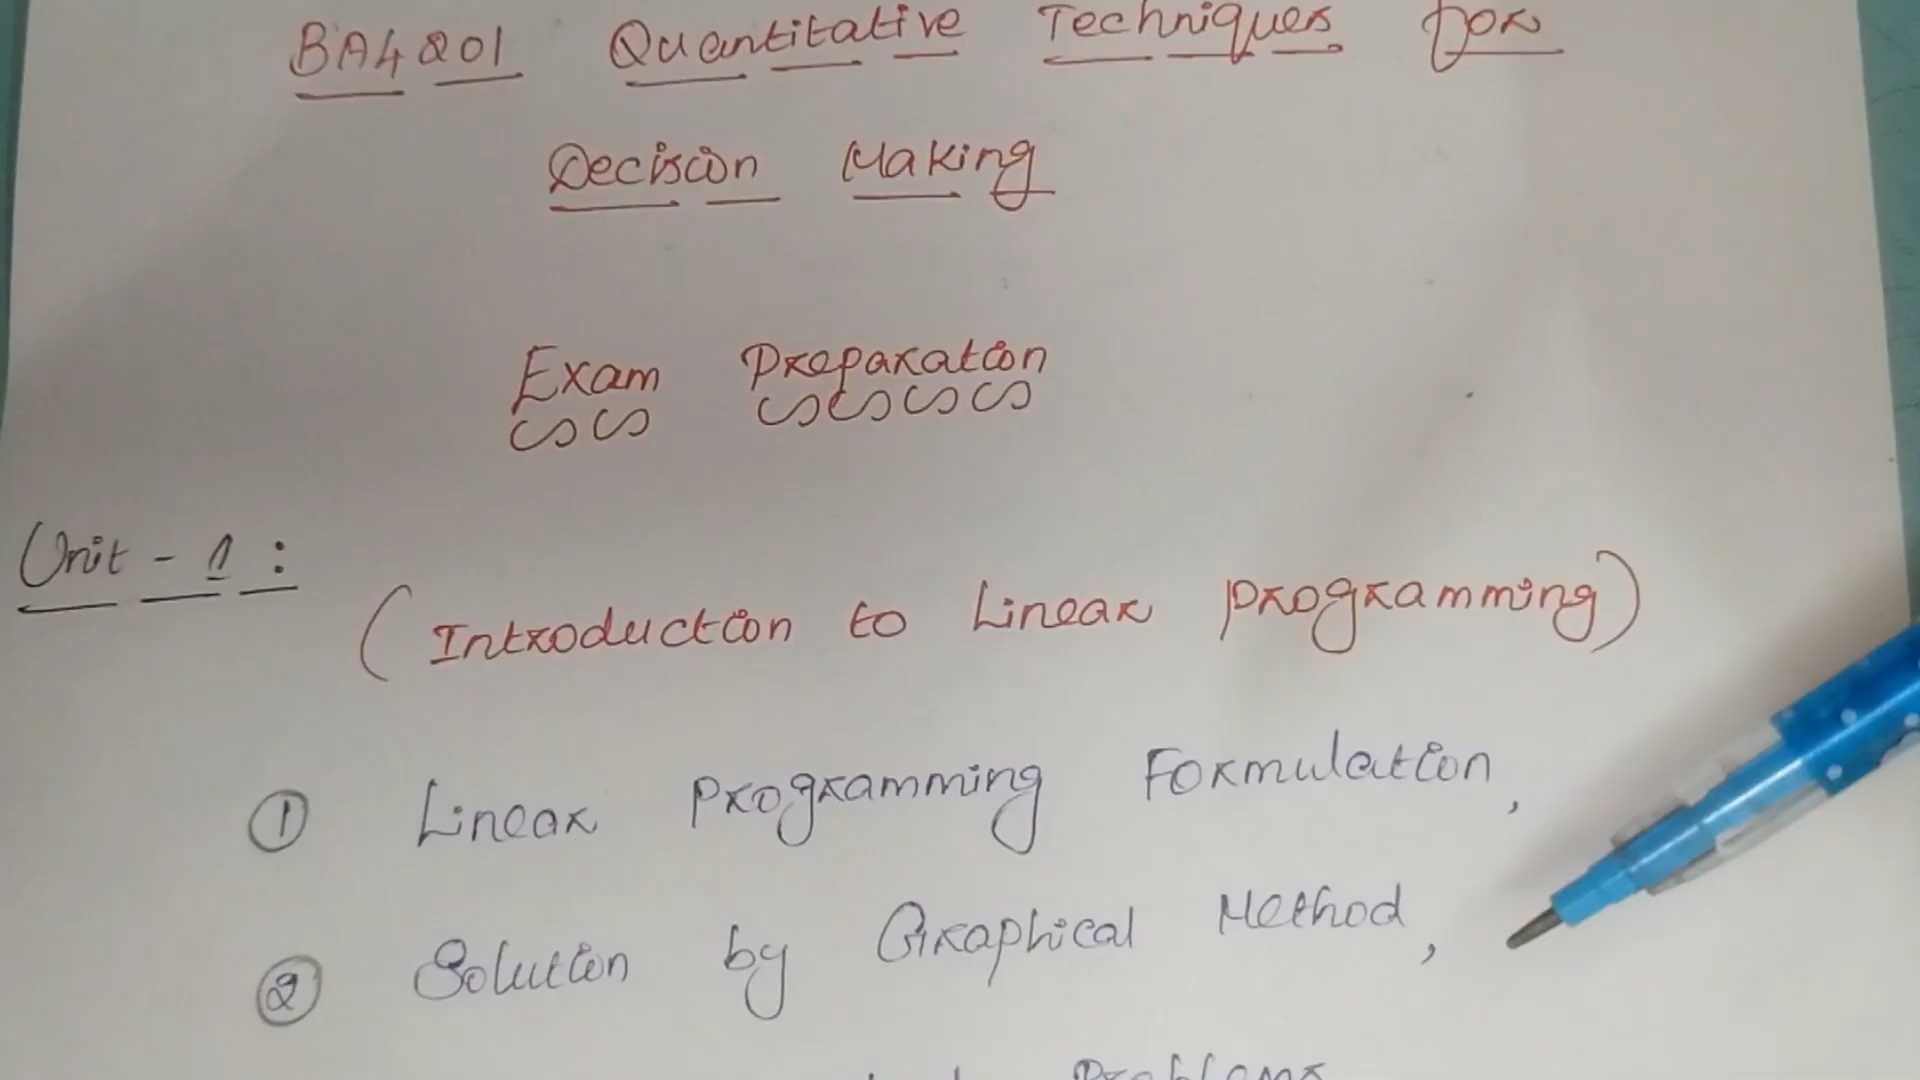 BA4201 Quantitative Techniques for
Decision Making
Exam Preparation
Unit - 1 :
(Introduction to Linear programming)
① Linear programming Formulation,
② Solution by Graphical Method,
Problems